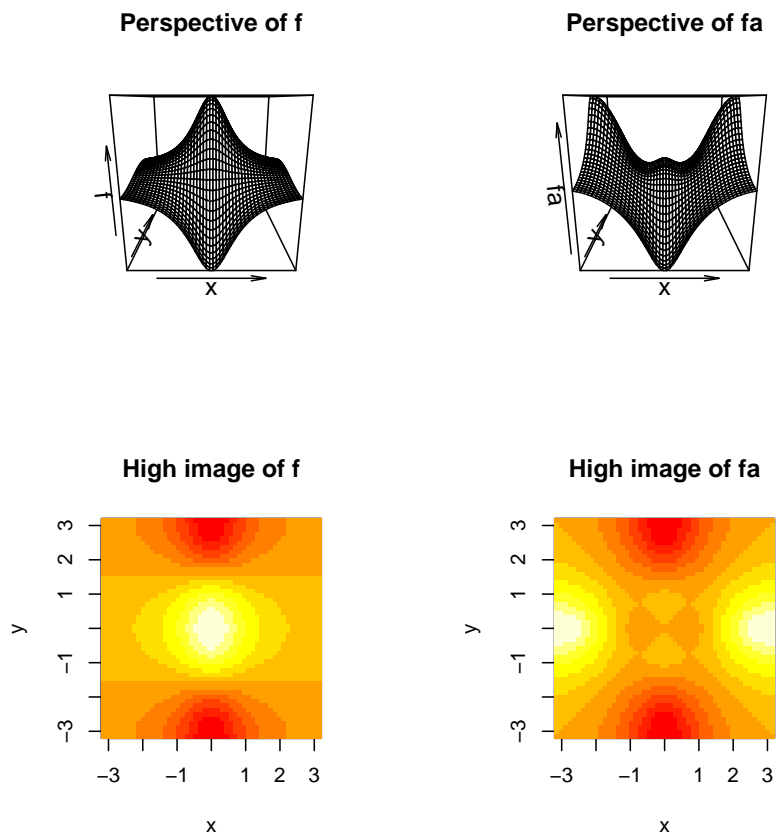 Perspective of f
Perspective of fa
f
y
x
fa
y
x
High image of f
High image of fa
3
2
1
−1
−3
y
−3
−1
1
2
3
x
3
2
1
−1
−3
y
−3
−1
1
2
3
x